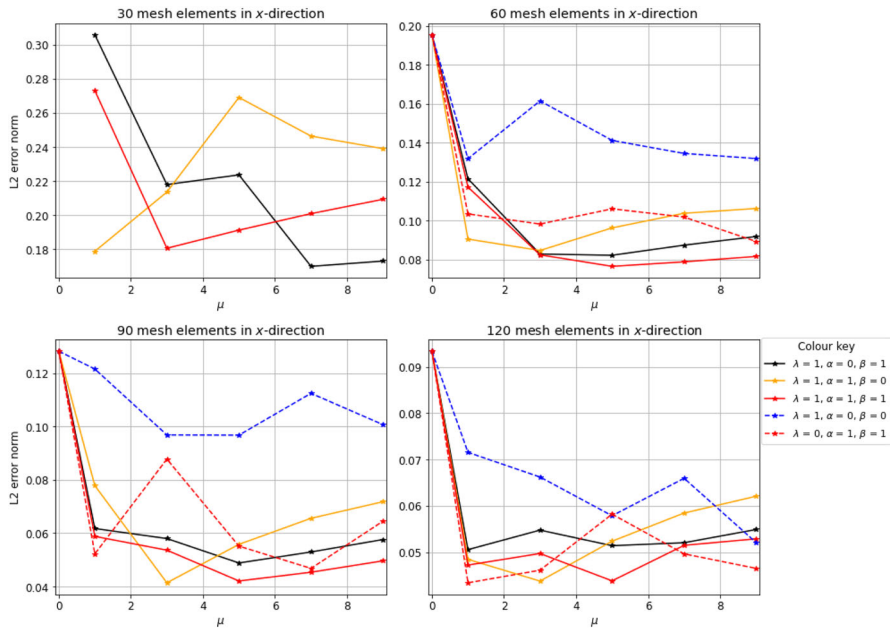 30 mesh elements in x-direction
L2 error norm
0.30
0.28
0.26
0.24
0.22
0.20
0.18
0 2 4 6 8
μ
60 mesh elements in x-direction
0.20
0.18
0.16
0.14
0.12
0.10
0.08
0 2 4 6 8
μ
90 mesh elements in x-direction
L2 error norm
0.12
0.10
0.08
0.06
0.04
0 2 4 6 8
μ
120 mesh elements in x-direction
0.09
0.08
0.07
0.06
0.05
0 2 4 6 8
μ
Colour key
λ = 1, α = 0, β = 1
λ = 1, α = 1, β = 0
λ = 1, α = 1, β = 1
λ = 1, α = 0, β = 0
λ = 0, α = 1, β = 1